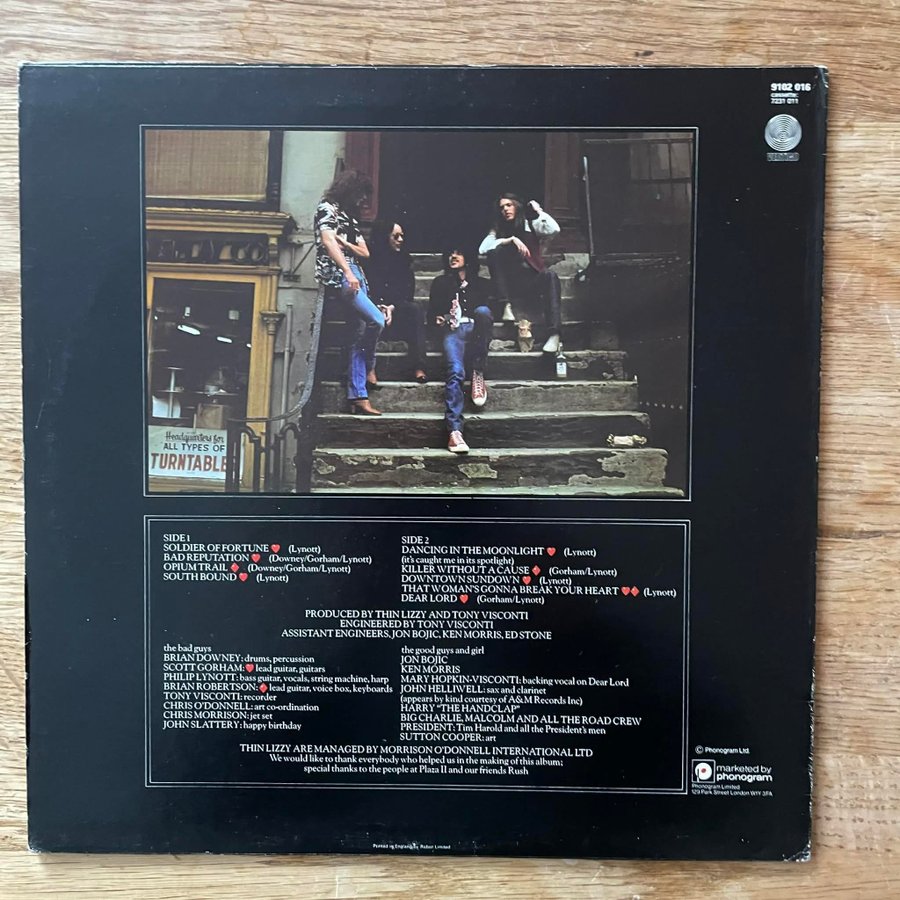 9102 016
cassette:
7231 011
Headquarters for
ALL TYPES OF
TURNTABLE
SIDE 1
SOLDIER OF FORTUNE ♥ (Lynott)
BAD REPUTATION ♥ (Downey/Gorham/Lynott)
OPIUM TRAIL ♦ (Downey/Gorham/Lynott)
SOUTH BOUND ♥ (Lynott)
SIDE 2
DANCING IN THE MOONLIGHT ♥ (Lynott)
(it's caught me in its spotlight)
KILLER WITHOUT A CAUSE ♦ (Gorham/Lynott)
DOWNTOWN SUNDOWN ♥ (Lynott)
THAT WOMAN'S GONNA BREAK YOUR HEART ♥♦ (Lynott)
DEAR LORD ♥ (Gorham/Lynott)
PRODUCED BY THIN LIZZY AND TONY VISCONTI
ENGINEERED BY TONY VISCONTI
ASSISTANT ENGINEERS, JON BOJIC, KEN MORRIS, ED STONE
the bad guys
BRIAN DOWNEY: drums, percussion
SCOTT GORHAM: ♥ lead guitar, guitars
PHILIP LYNOTT: bass guitar, vocals, string machine, harp
BRIAN ROBERTSON: ♦ lead guitar, voice box, keyboards
TONY VISCONTI: recorder
CHRIS O'DONNELL: art co-ordination
CHRIS MORRISON: jet set
JOHN SLATTERY: happy birthday
the good guys and girl
JON BOJIC
KEN MORRIS
MARY HOPKIN-VISCONTI: backing vocal on Dear Lord
JOHN HELLIWELL: sax and clarinet
(appears by kind courtesy of A&M Records Inc)
HARRY "THE HANDCLAP"
BIG CHARLIE, MALCOLM AND ALL THE ROAD CREW
PRESIDENT: Tim Harold and all the President's men
SUTTON COOPER: art
THIN LIZZY ARE MANAGED BY MORRISON O'DONNELL INTERNATIONAL LTD
We would like to thank everybody who helped us in the making of this album;
special thanks to the people at Plaza II and our friends Rush
© Phonogram Ltd.
marketed by
phonogram
Phonogram Limited
129 Park Street London W1Y 3FA
Printed in England by Robor Limited